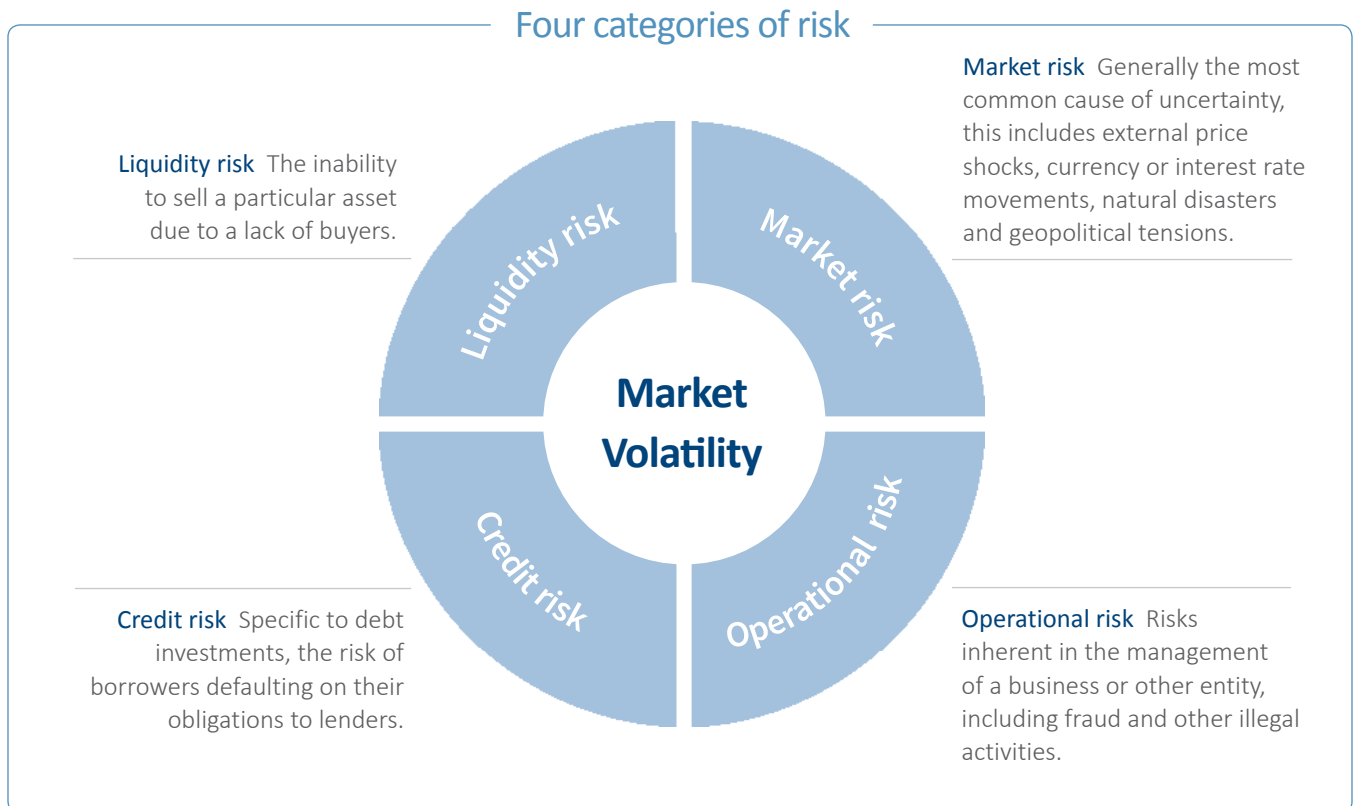 Four categories of risk
Liquidity risk The inability
to sell a particular asset
due to a lack of buyers.
Market risk Generally the most
common cause of uncertainty,
this includes external price
shocks, currency or interest rate
movements, natural disasters
and geopolitical tensions.
Liquidity risk
Market risk
Market
Volatility
Credit risk
Operational risk
Credit risk Specific to debt
investments, the risk of
borrowers defaulting on their
obligations to lenders.
Operational risk Risks
inherent in the management
of a business or other entity,
including fraud and other illegal
activities.